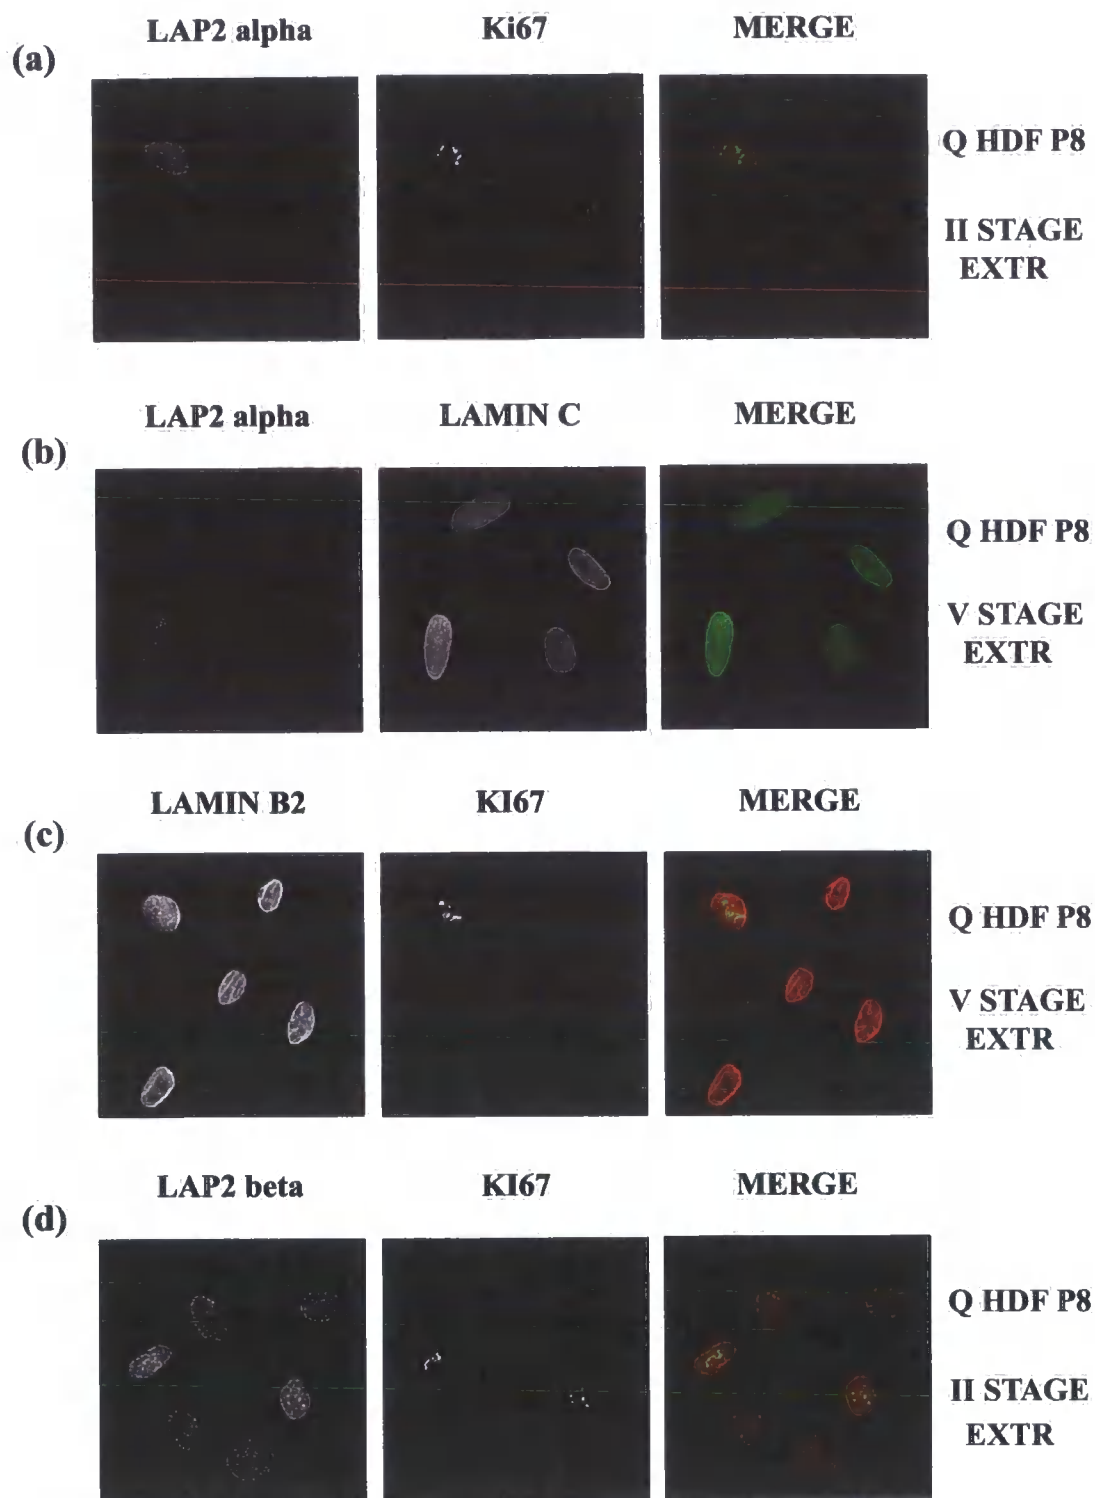 LAP2 alpha Ki67 MERGE
(a)
Q HDF P8
II STAGE
EXTR
LAP2 alpha LAMIN C MERGE
(b)
Q HDF P8
V STAGE
EXTR
LAMIN B2 KI67 MERGE
(c)
Q HDF P8
V STAGE
EXTR
LAP2 beta KI67 MERGE
(d)
Q HDF P8
II STAGE
EXTR